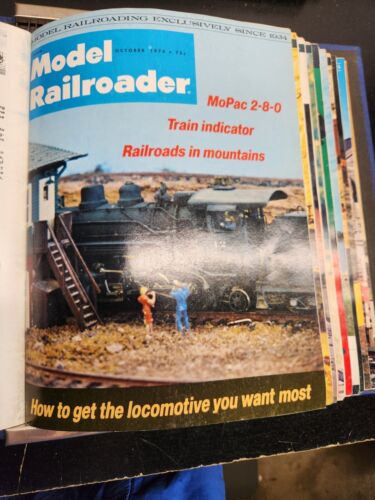 MODEL RAILROADING EXCLUSIVELY SINCE 1934
Model
Railroader
OCTOBER 1974 • 75¢
MoPac 2-8-0
Train indicator
Railroads in mountains
How to get the locomotive you want most